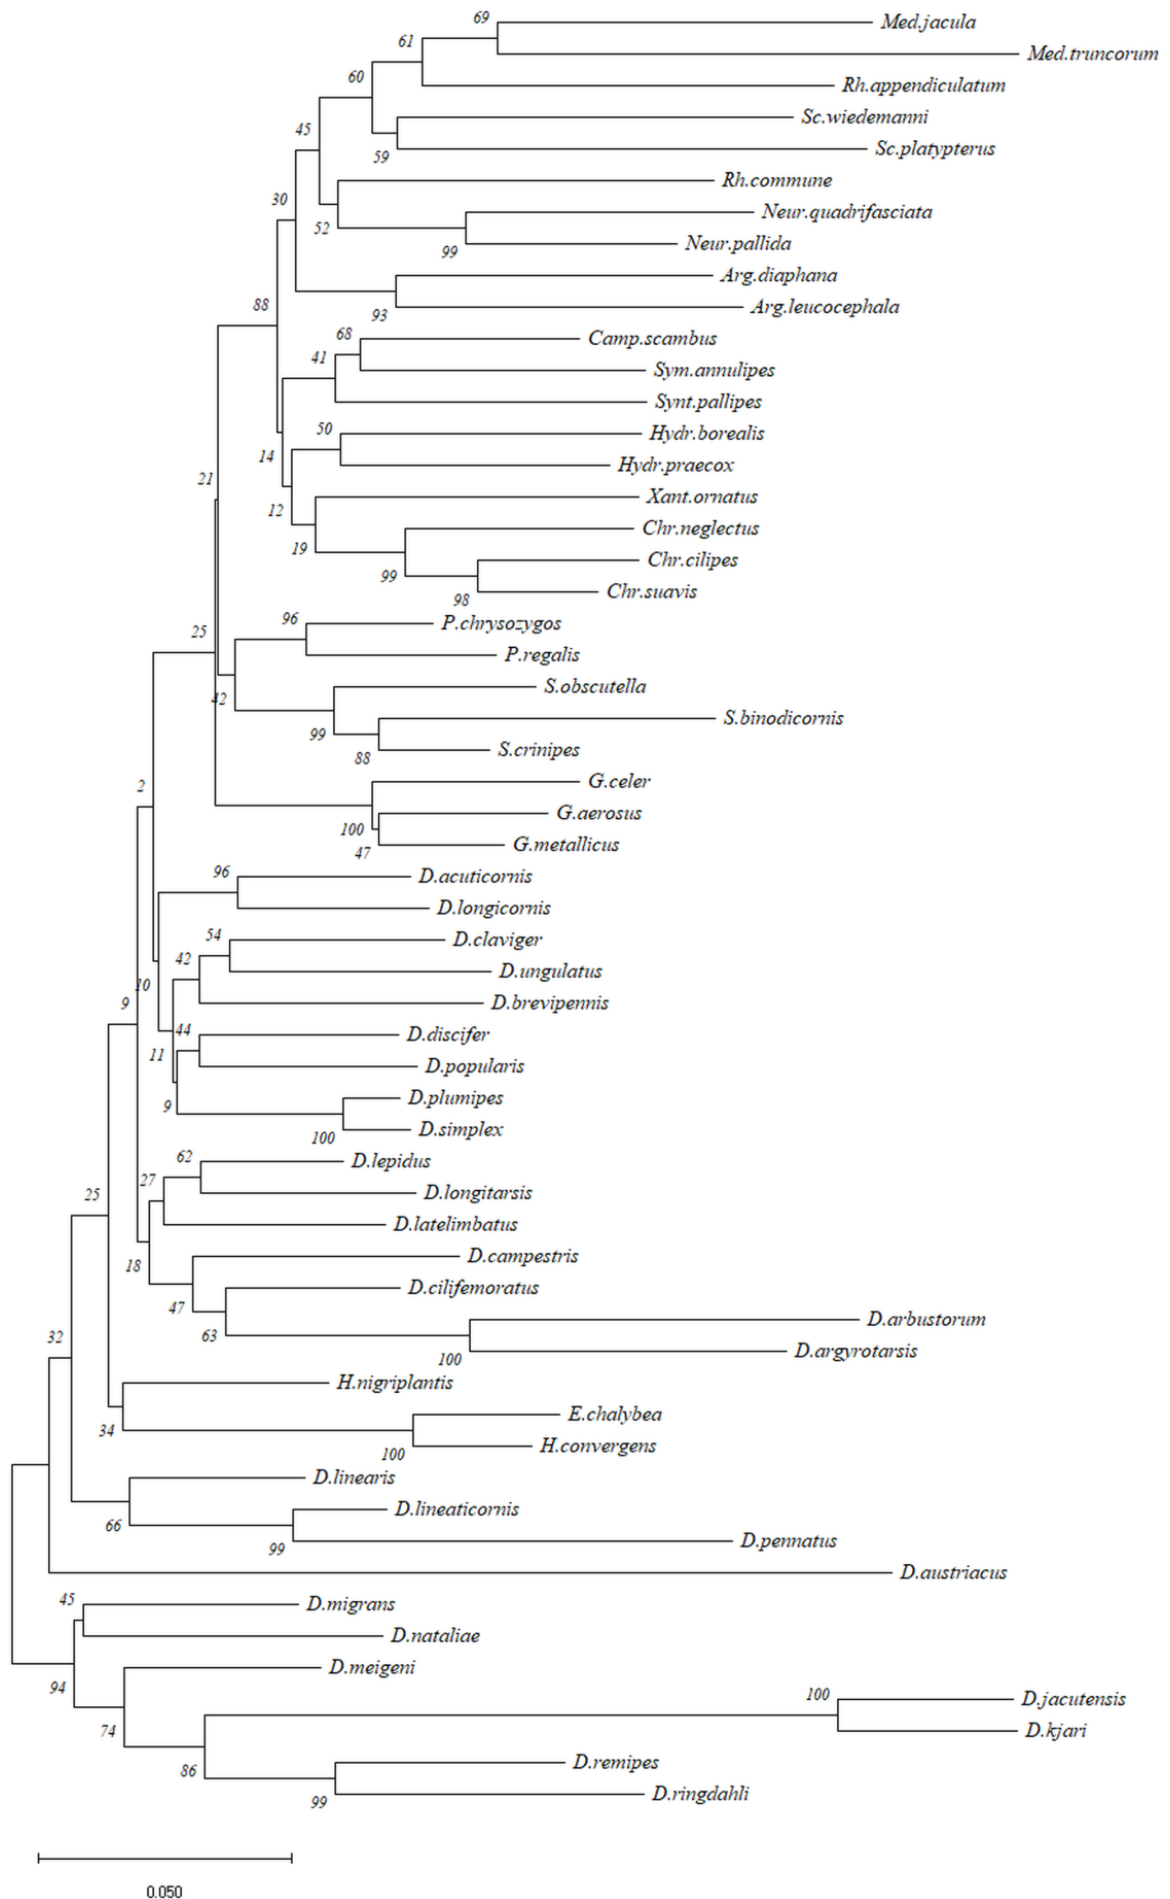 69
Med.jacula
61
Med.truncorum
60
Rh.appendiculatum
Sc.wiedemanni
45
59
Sc.platypterus
Rh.commune
30
Neur.quadrifasciata
52
99
Neur.pallida
Arg.diaphana
88
93
Arg.leucocephala
68
Camp.scambus
41
Sym.annulipes
Synt.pallipes
50
Hydr.borealis
14
21
Hydr.praecox
12
Xant.ornatus
19
Chr.neglectus
99
Chr.cilipes
98
Chr.suavis
96
P.chrysozygos
25
P.regalis
42
S.obscutella
99
S.binodicornis
88
S.crinipes
2
G.celer
100
G.aerosus
47
G.metallicus
96
D.acuticornis
D.longicornis
54
D.claviger
42
D.ungulatus
10
9
D.brevipennis
44
D.discifer
11
D.popularis
9
D.plumipes
100
D.simplex
62
D.lepidus
27
25
D.longitarsis
D.latelimbatus
18
D.campestris
47
D.cilifemoratus
63
D.arbustorum
32
100
D.argyrotarsis
H.nigriplantis
34
E.chalybea
100
H.convergens
D.linearis
66
D.lineaticornis
99
D.pennatus
D.austriacus
45
D.migrans
D.nataliae
94
D.meigeni
74
100
D.jacutensis
D.kjari
86
D.remipes
99
D.ringdahli
0.050